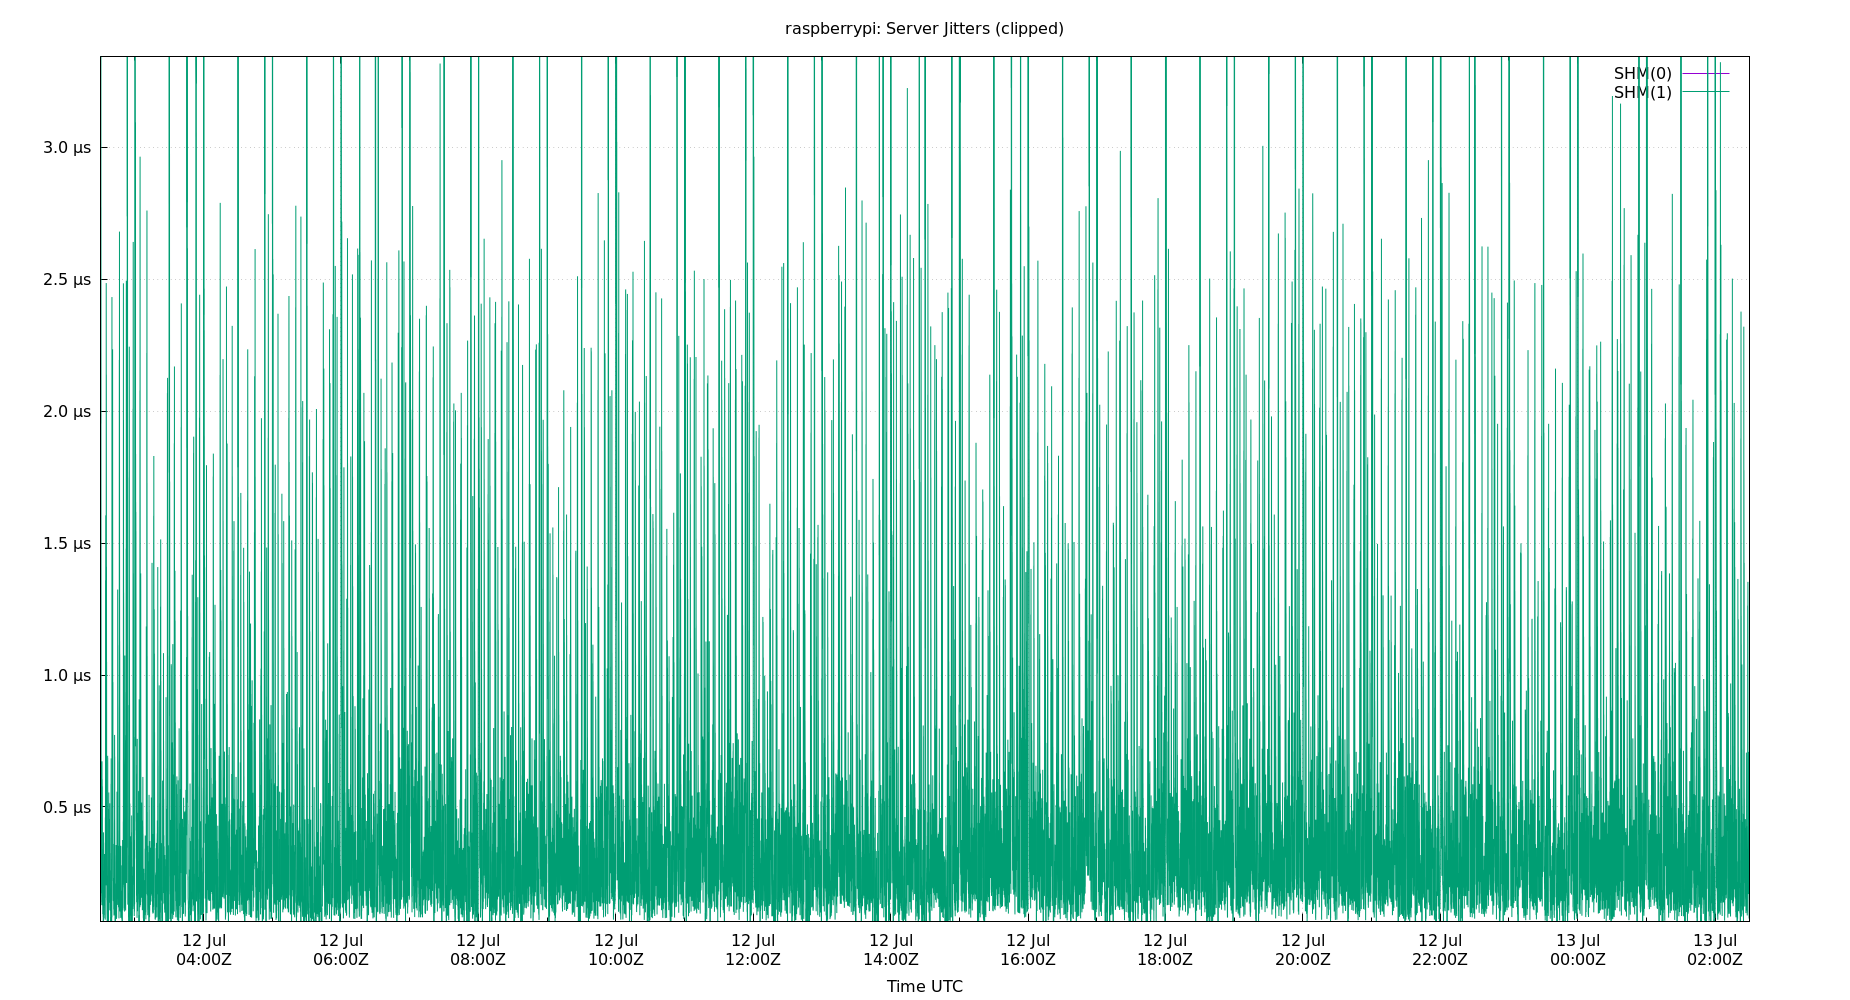 raspberrypi: Server Jitters (clipped)
SHM(0)
SHM(1)
3.0 µs
2.5 µs
2.0 µs
1.5 µs
1.0 µs
0.5 µs
12 Jul 12 Jul 12 Jul 12 Jul 12 Jul 12 Jul 12 Jul 12 Jul 12 Jul 12 Jul 13 Jul 13 Jul
04:00Z 06:00Z 08:00Z 10:00Z 12:00Z 14:00Z 16:00Z 18:00Z 20:00Z 22:00Z 00:00Z 02:00Z
Time UTC